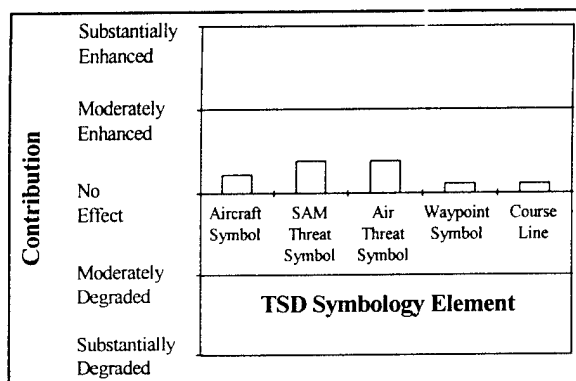 Substantially
Enhanced
Moderately
Enhanced
No
Effect
Moderately
Degraded
Substantially
Degraded
Contribution
Aircraft
Symbol
SAM
Threat
Symbol
Air
Threat
Symbol
Waypoint
Symbol
Course
Line
TSD Symbology Element